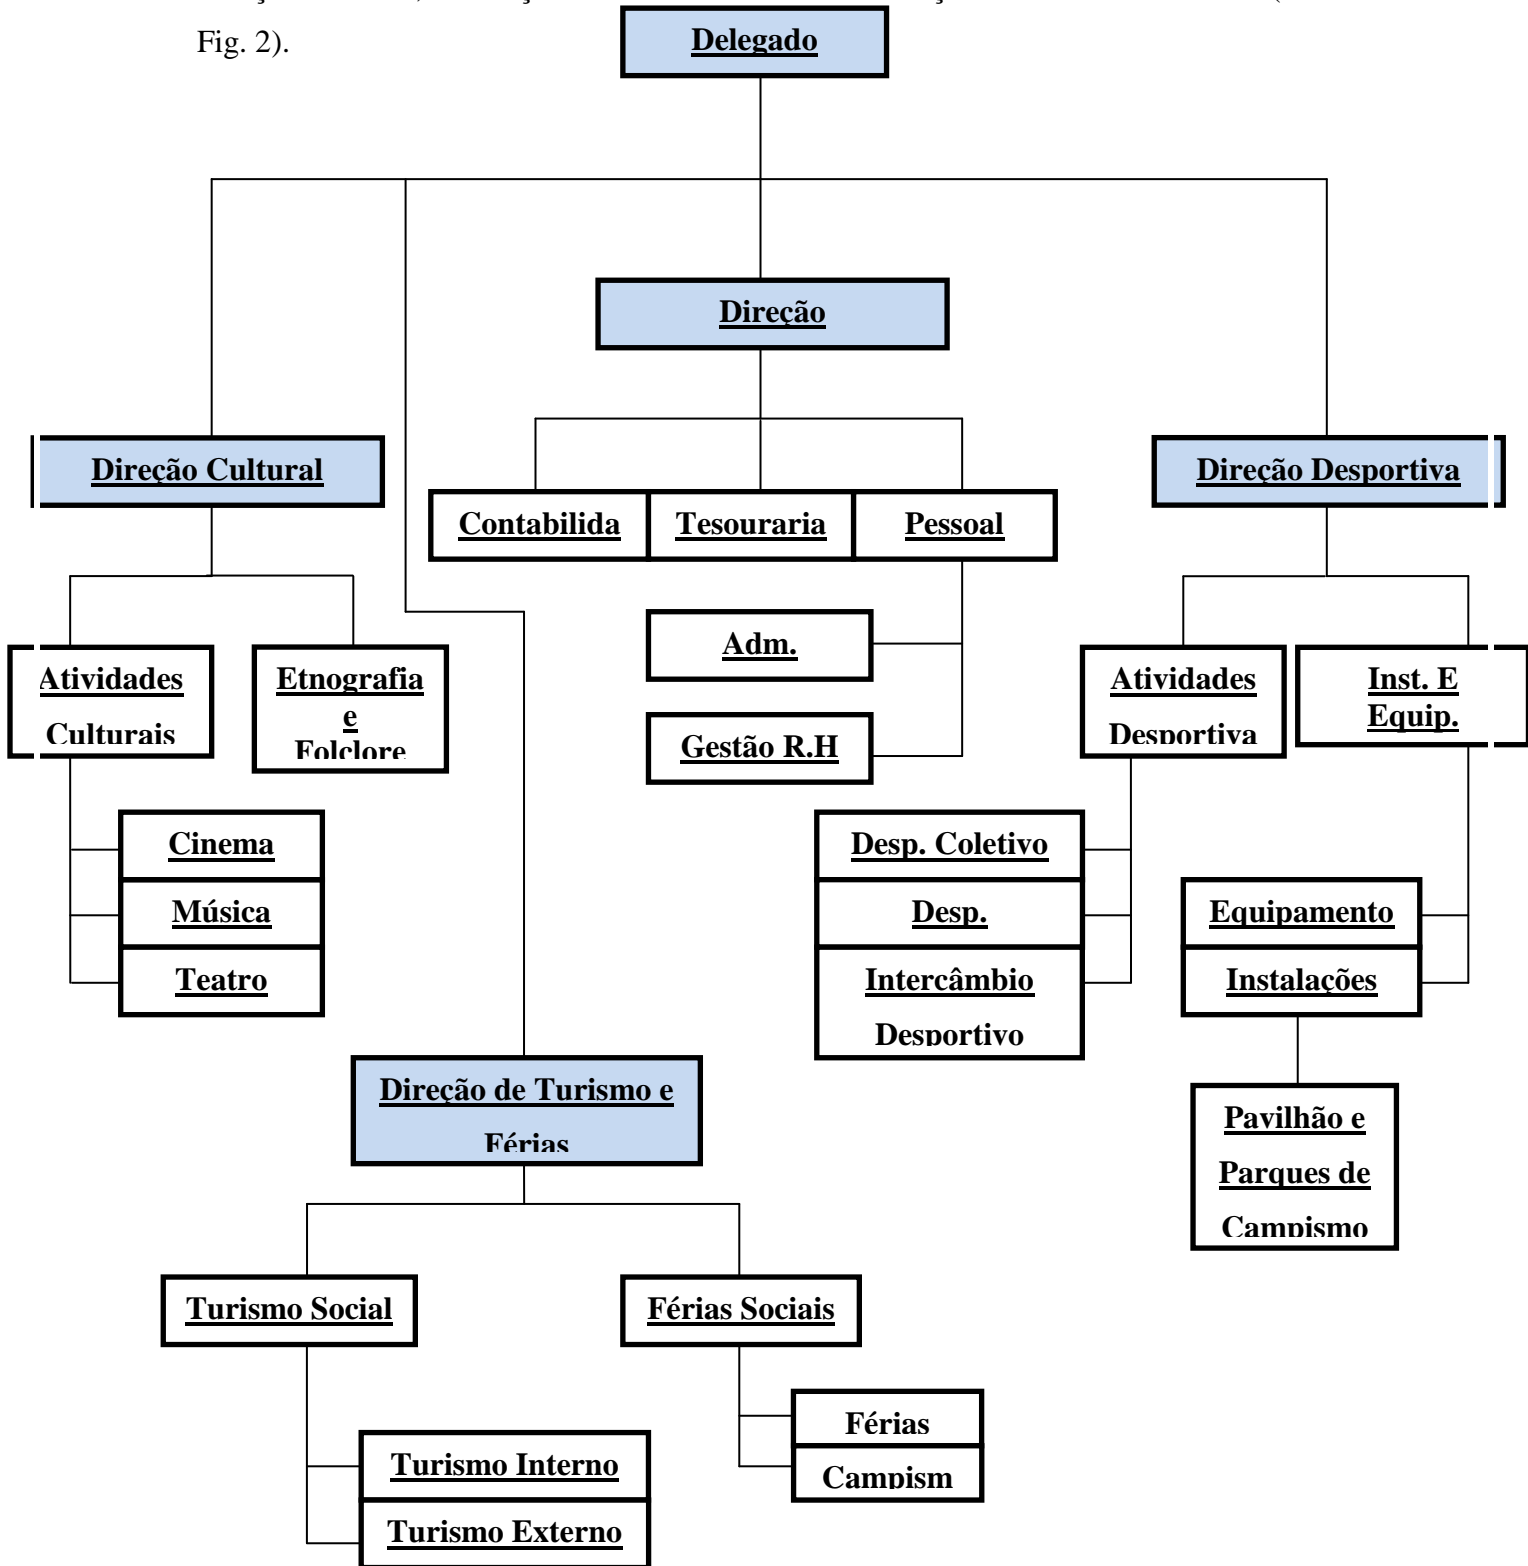 Fig. 2).
Delegado
Direção
Direção Cultural
Direção Desportiva
Contabilida
Tesouraria
Pessoal
Adm.
Gestão R.H
Atividades
Culturais
Etnografia
e
Folclore
Atividades
Desportiva
Inst. E
Equip.
Cinema
Música
Teatro
Desp. Coletivo
Desp.
Intercâmbio
Desportivo
Equipamento
Instalações
Pavilhão e
Parques de
Campismo
Direção de Turismo e
Férias
Turismo Social
Férias Sociais
Férias
Campism
Turismo Interno
Turismo Externo